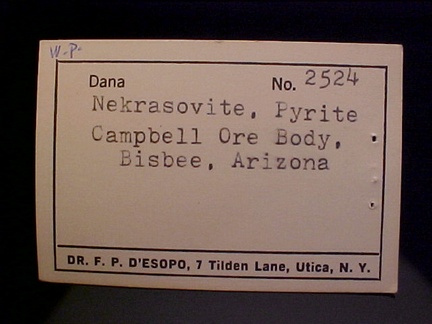 W.P.
Dana No. 2524
Nekrasovite, Pyrite
Campbell Ore Body,
Bisbee, Arizona
DR. F. P. D'ESOPO, 7 Tilden Lane, Utica, N. Y.